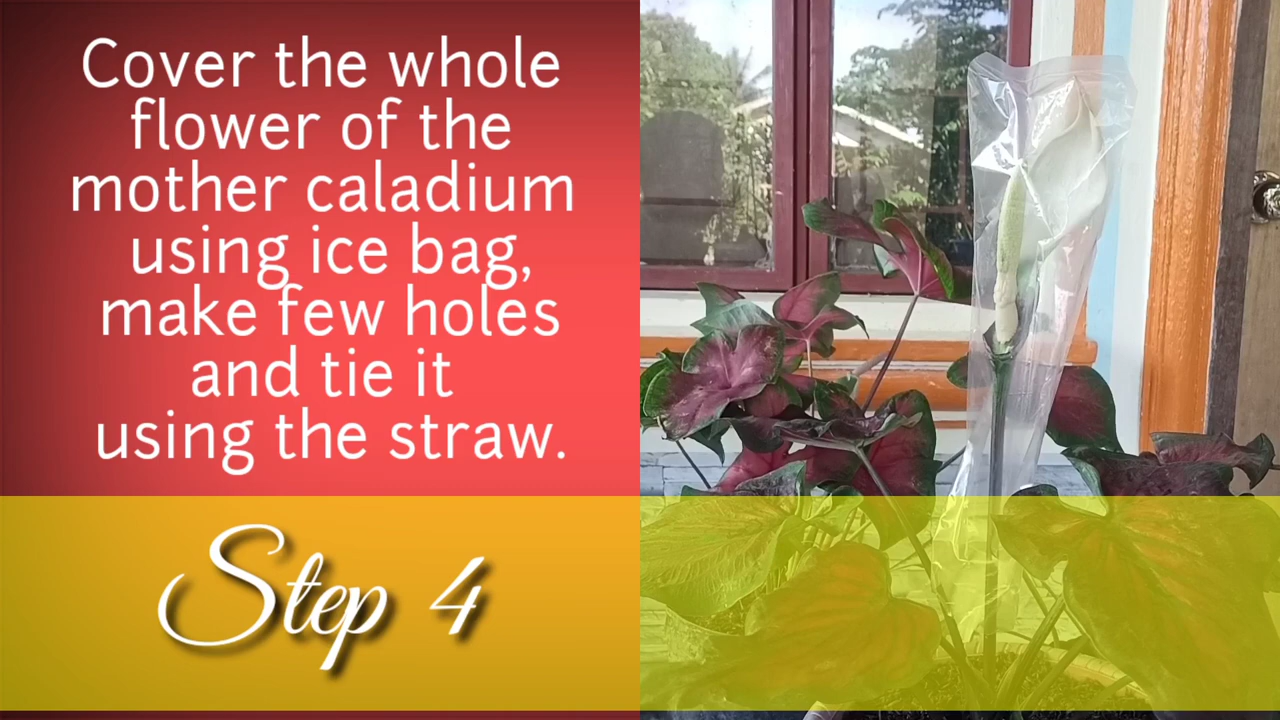 Cover the whole
flower of the
mother caladium
using ice bag,
make few holes
and tie it
using the straw.
Step 4